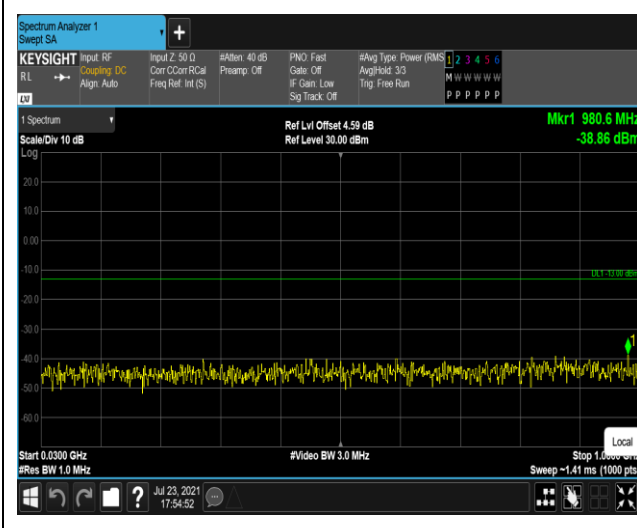 Spectrum Analyzer 1
Swept SA
+
KEYSIGHT
RL
LXI
Input: RF
Coupling: DC
Align: Auto
Input Z: 50 Ω
Corr CCorr RCal
Freq Ref: Int (S)
#Atten: 40 dB
Preamp: Off
PNO: Fast
Gate: Off
IF Gain: Low
Sig Track: Off
#Avg Type: Power (RMS
Avg|Hold: 3/3
Trig: Free Run
1 2 3 4 5 6
M W W W W W
P P P P P P
1 Spectrum
Scale/Div 10 dB
Log
Ref Lvl Offset 4.59 dB
Ref Level 30.00 dBm
Mkr1 980.6 MHz
-38.86 dBm
20.0
10.0
0.00
-10.0
DL1 -13.00 dBm
-20.0
-30.0
1
-40.0
-50.0
-60.0
Local
Start 0.0300 GHz
#Video BW 3.0 MHz
Stop
#Res BW 1.0 MHz
Sweep ~1.41 ms (1000 pts
?
Jul 23, 2021
17:54:52